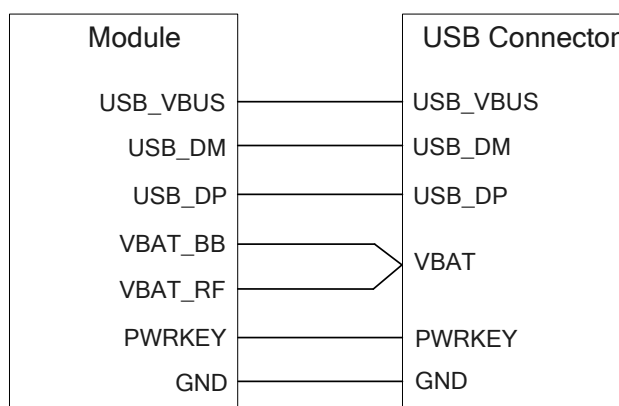 Module USB Connector
USB_VBUS USB_VBUS
USB_DM USB_DM
USB_DP USB_DP
VBAT_BB
VBAT
VBAT_RF
PWRKEY PWRKEY
GND GND